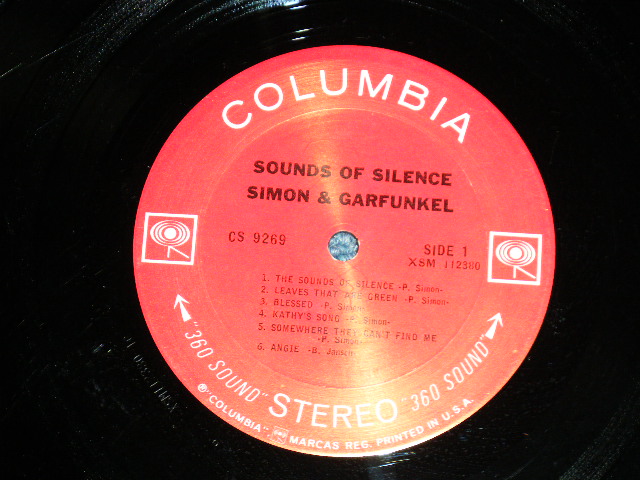 COLUMBIA
SOUNDS OF SILENCE
SIMON & GARFUNKEL
CS 9269
SIDE 1
XSM 112380
1. THE SOUNDS OF SILENCE -P. Simon-
2. LEAVES THAT ARE GREEN -P. Simon-
3. BLESSED -P. Simon-
4. KATHY'S SONG -P. Simon-
5. SOMEWHERE THEY CAN'T FIND ME
-P. Simon-
6. ANGIE -B. Jansch-
"360 SOUND" STEREO "360 SOUND"
® "COLUMBIA" MARCAS REG. PRINTED IN U.S.A.